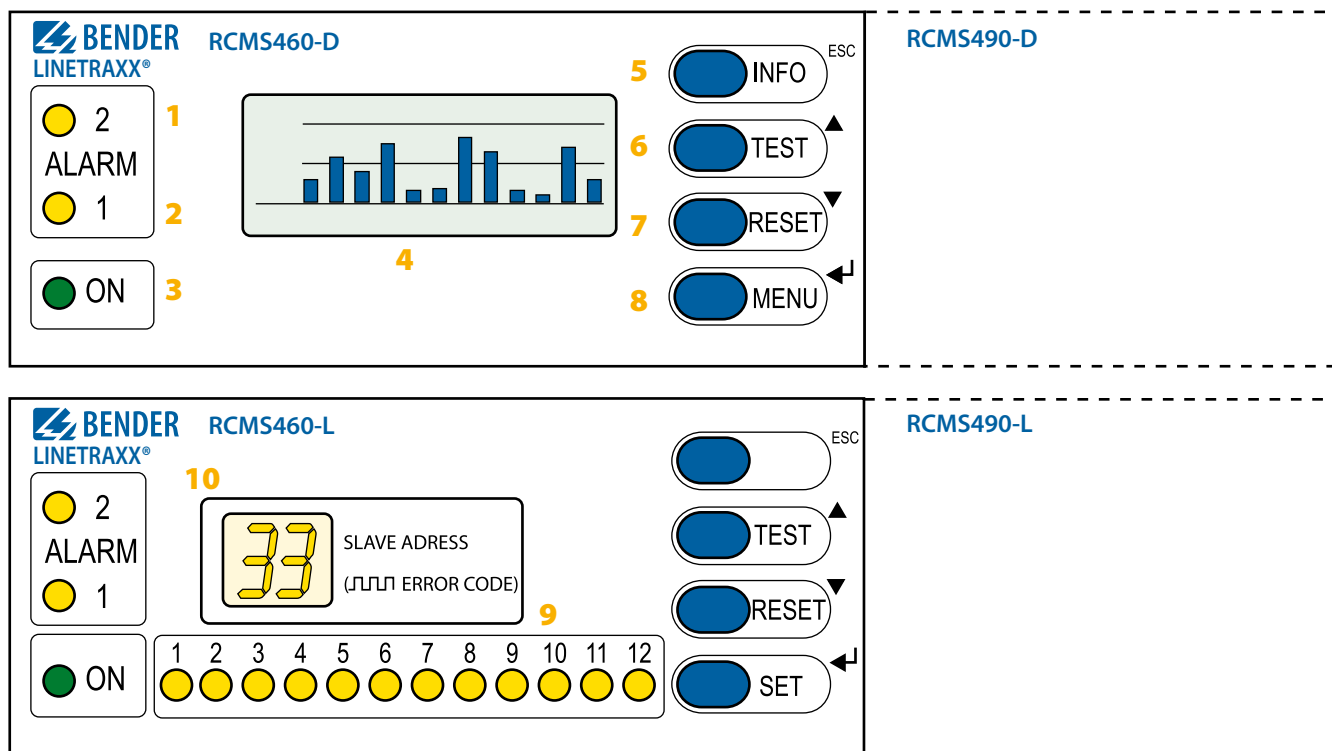 BENDER RCMS460-D
LINETRAXX®
RCMS490-D
2
1
ALARM
1
2
ON
3
4
5
INFO
ESC
6
TEST
7
RESET
8
MENU
BENDER RCMS460-L
LINETRAXX®
RCMS490-L
2
ALARM
1
ON
10
33
SLAVE ADRESS
( ERROR CODE)
9
1 2 3 4 5 6 7 8 9 10 11 12
ESC
TEST
RESET
SET